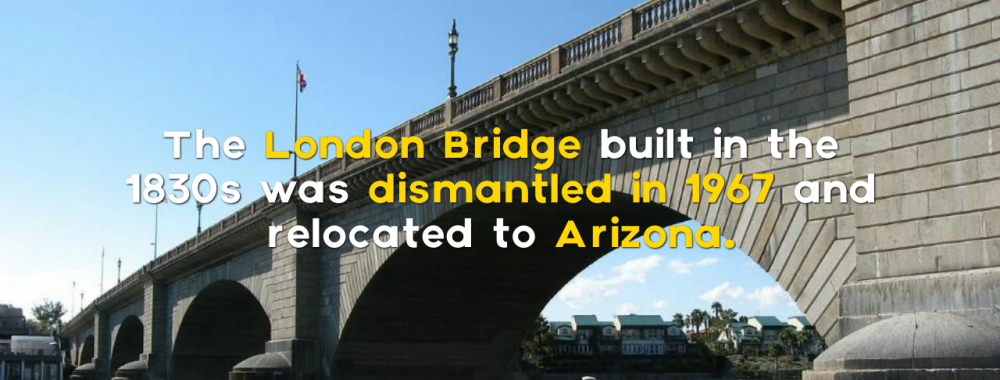 The London Bridge built in the
1830s was dismantled in 1967 and
relocated to Arizona.